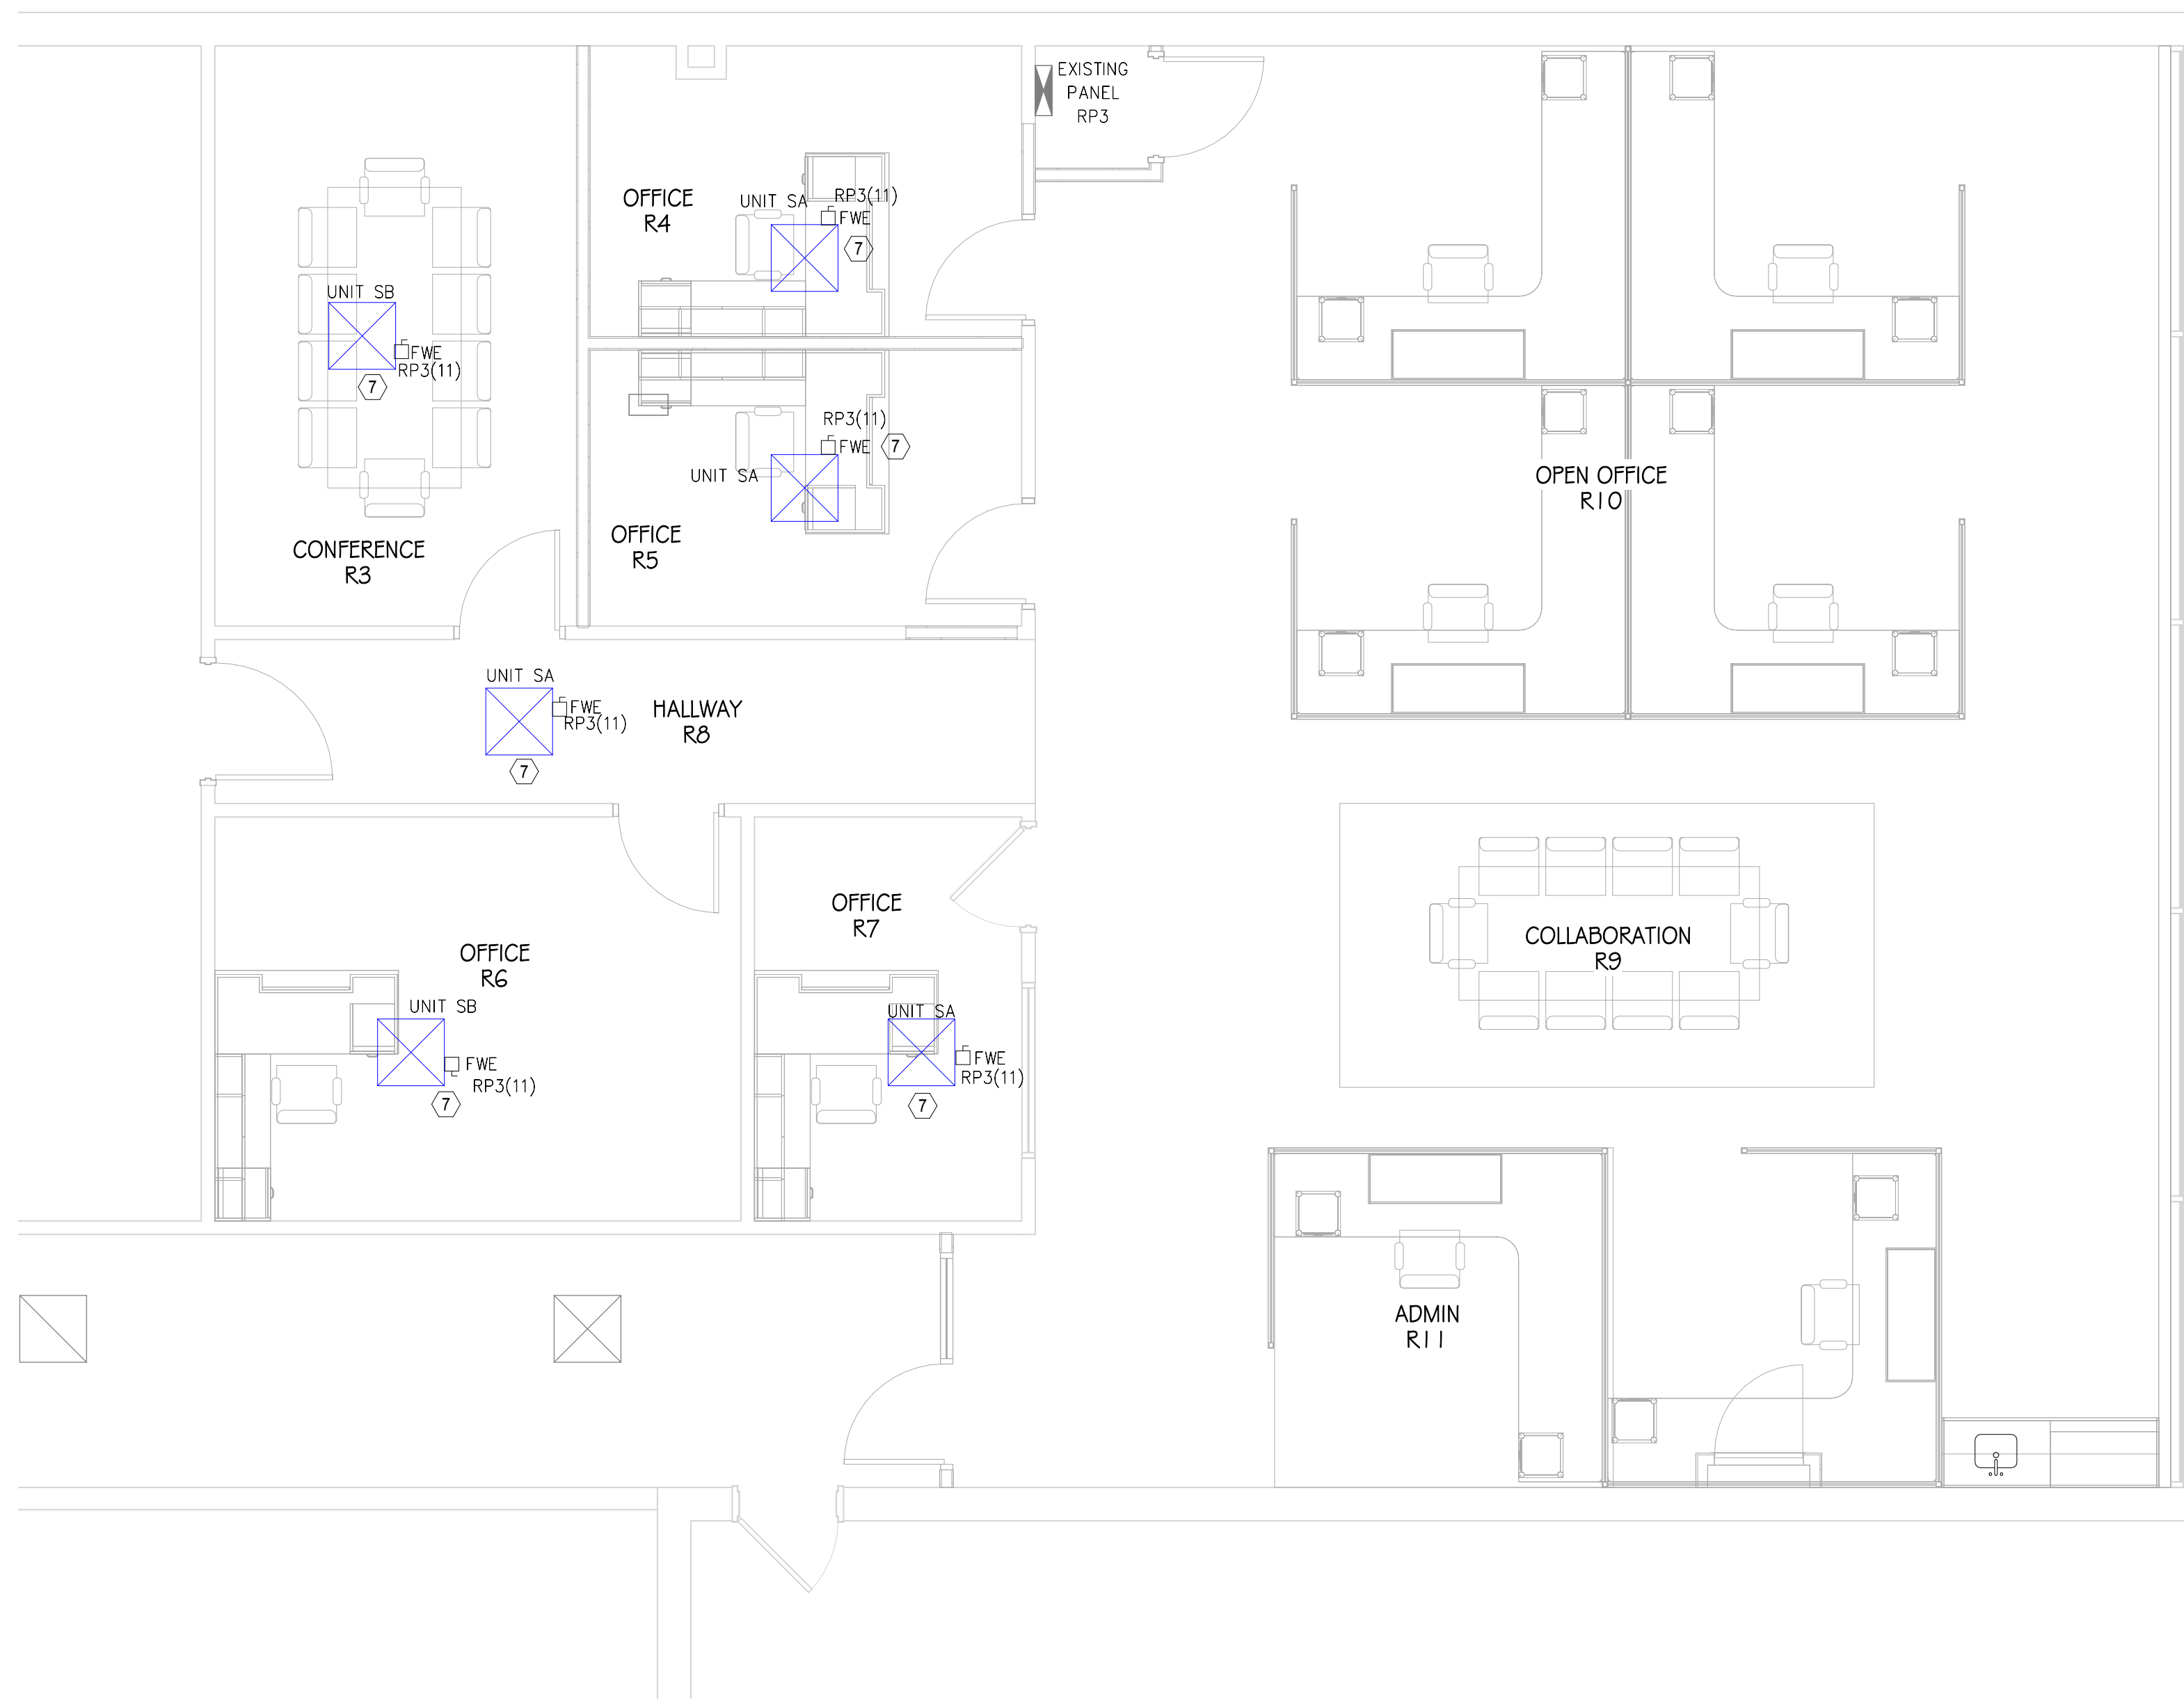 EXISTING
PANEL
RP3
OFFICE
R4
UNIT SA
RP3(11)
FWE
7
UNIT SB
FWE
RP3(11)
7
RP3(11)
FWE
7
UNIT SA
OFFICE
R5
CONFERENCE
R3
OPEN OFFICE
R10
UNIT SA
FWE
RP3(11)
7
HALLWAY
R8
OFFICE
R7
OFFICE
R6
COLLABORATION
R9
UNIT SB
FWE
RP3(11)
7
UNIT SA
FWE
RP3(11)
7
ADMIN
R11